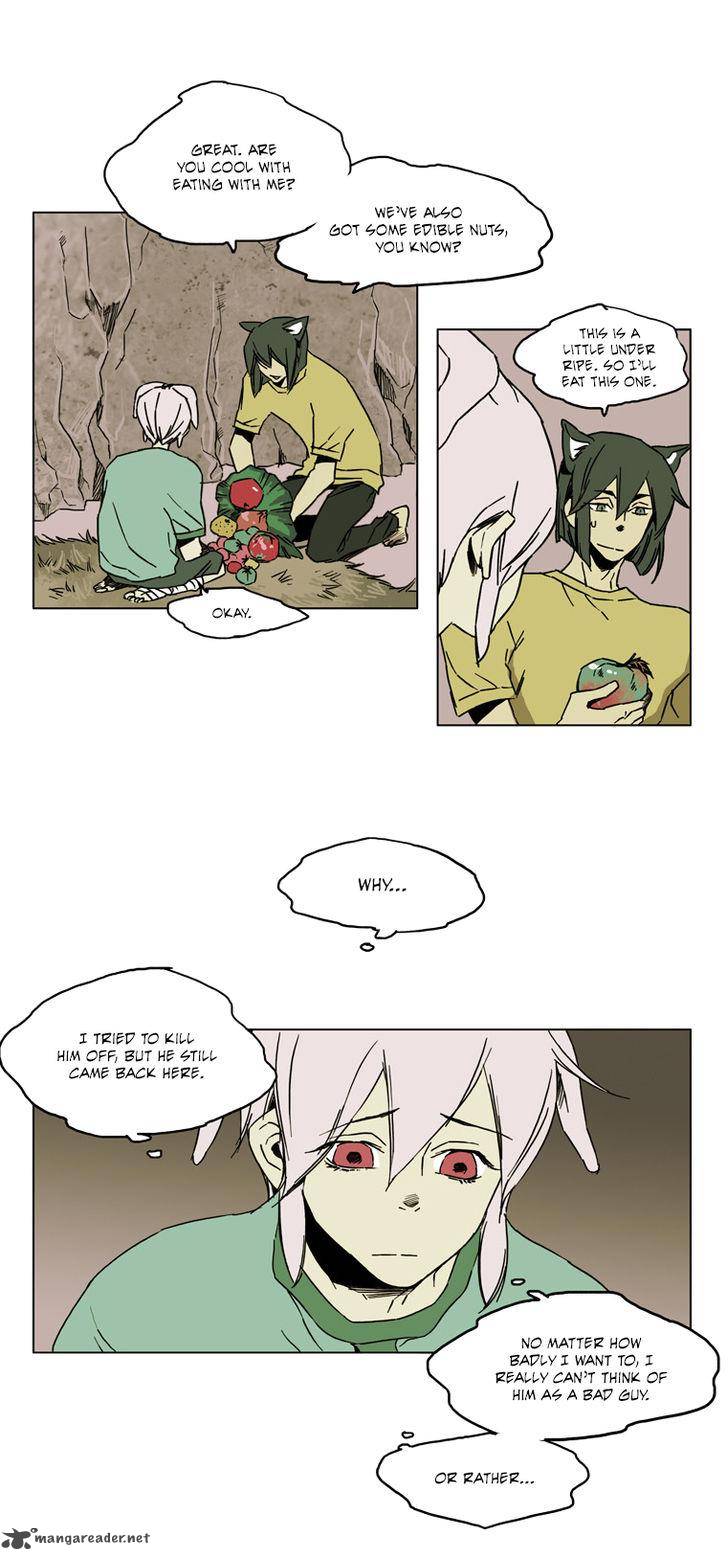 GREAT. ARE
YOU COOL WITH
EATING WITH ME?
WE'VE ALSO
GOT SOME EDIBLE NUTS,
YOU KNOW?
THIS IS A
LITTLE UNDER
RIPE. SO I'LL
EAT THIS ONE.
OKAY.
WHY...
I TRIED TO KILL
HIM OFF, BUT HE STILL
CAME BACK HERE.
NO MATTER HOW
BADLY I WANT TO, I
REALLY CAN'T THINK OF
HIM AS A BAD GUY.
OR RATHER...
mangareader.net